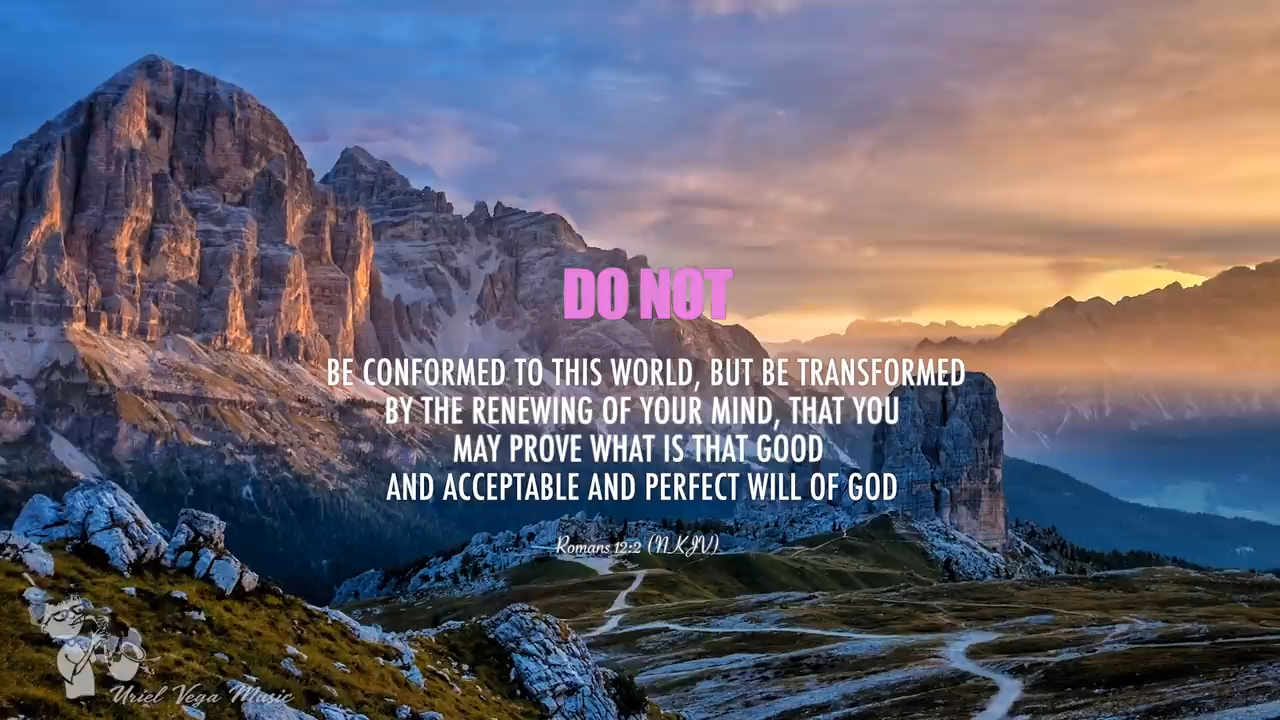 DO NOT
BE CONFORMED TO THIS WORLD, BUT BE TRANSFORMED
BY THE RENEWING OF YOUR MIND, THAT YOU
MAY PROVE WHAT IS THAT GOOD
AND ACCEPTABLE AND PERFECT WILL OF GOD
Romans 12:2 (NKJV)
Uriel Vega Music